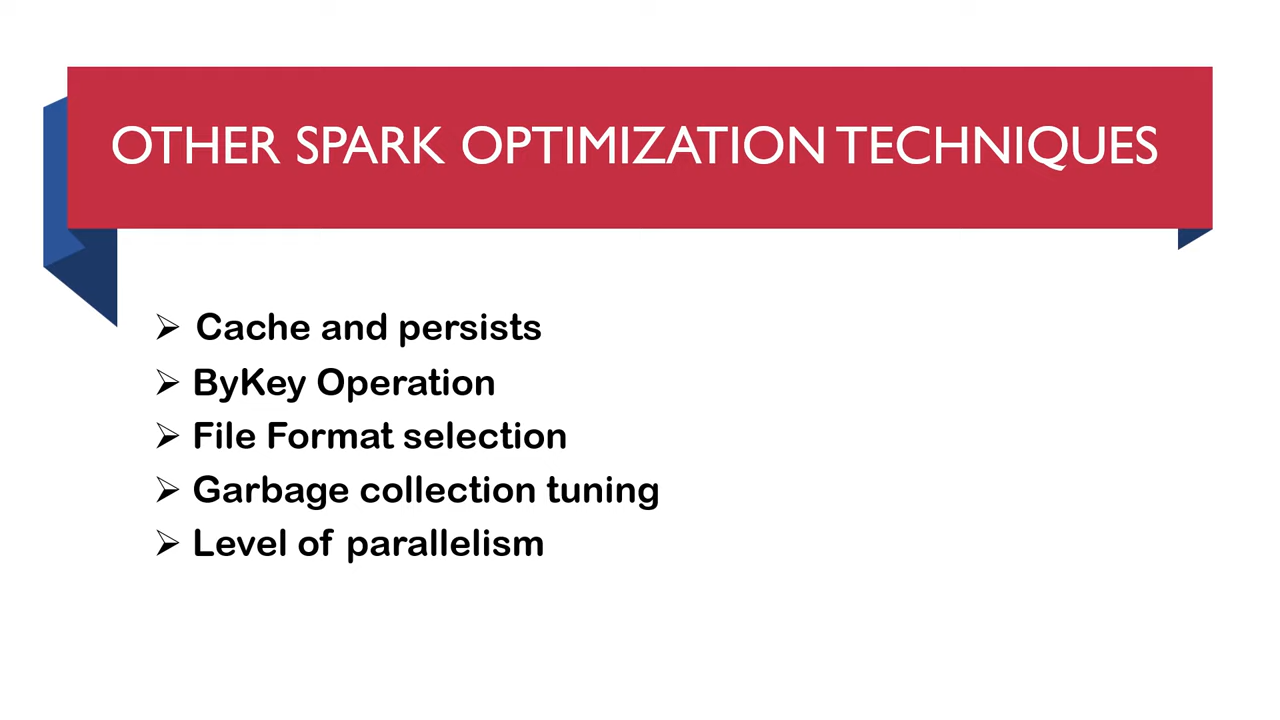 OTHER SPARK OPTIMIZATION TECHNIQUES
Cache and persists
ByKey Operation
File Format selection
Garbage collection tuning
Level of parallelism